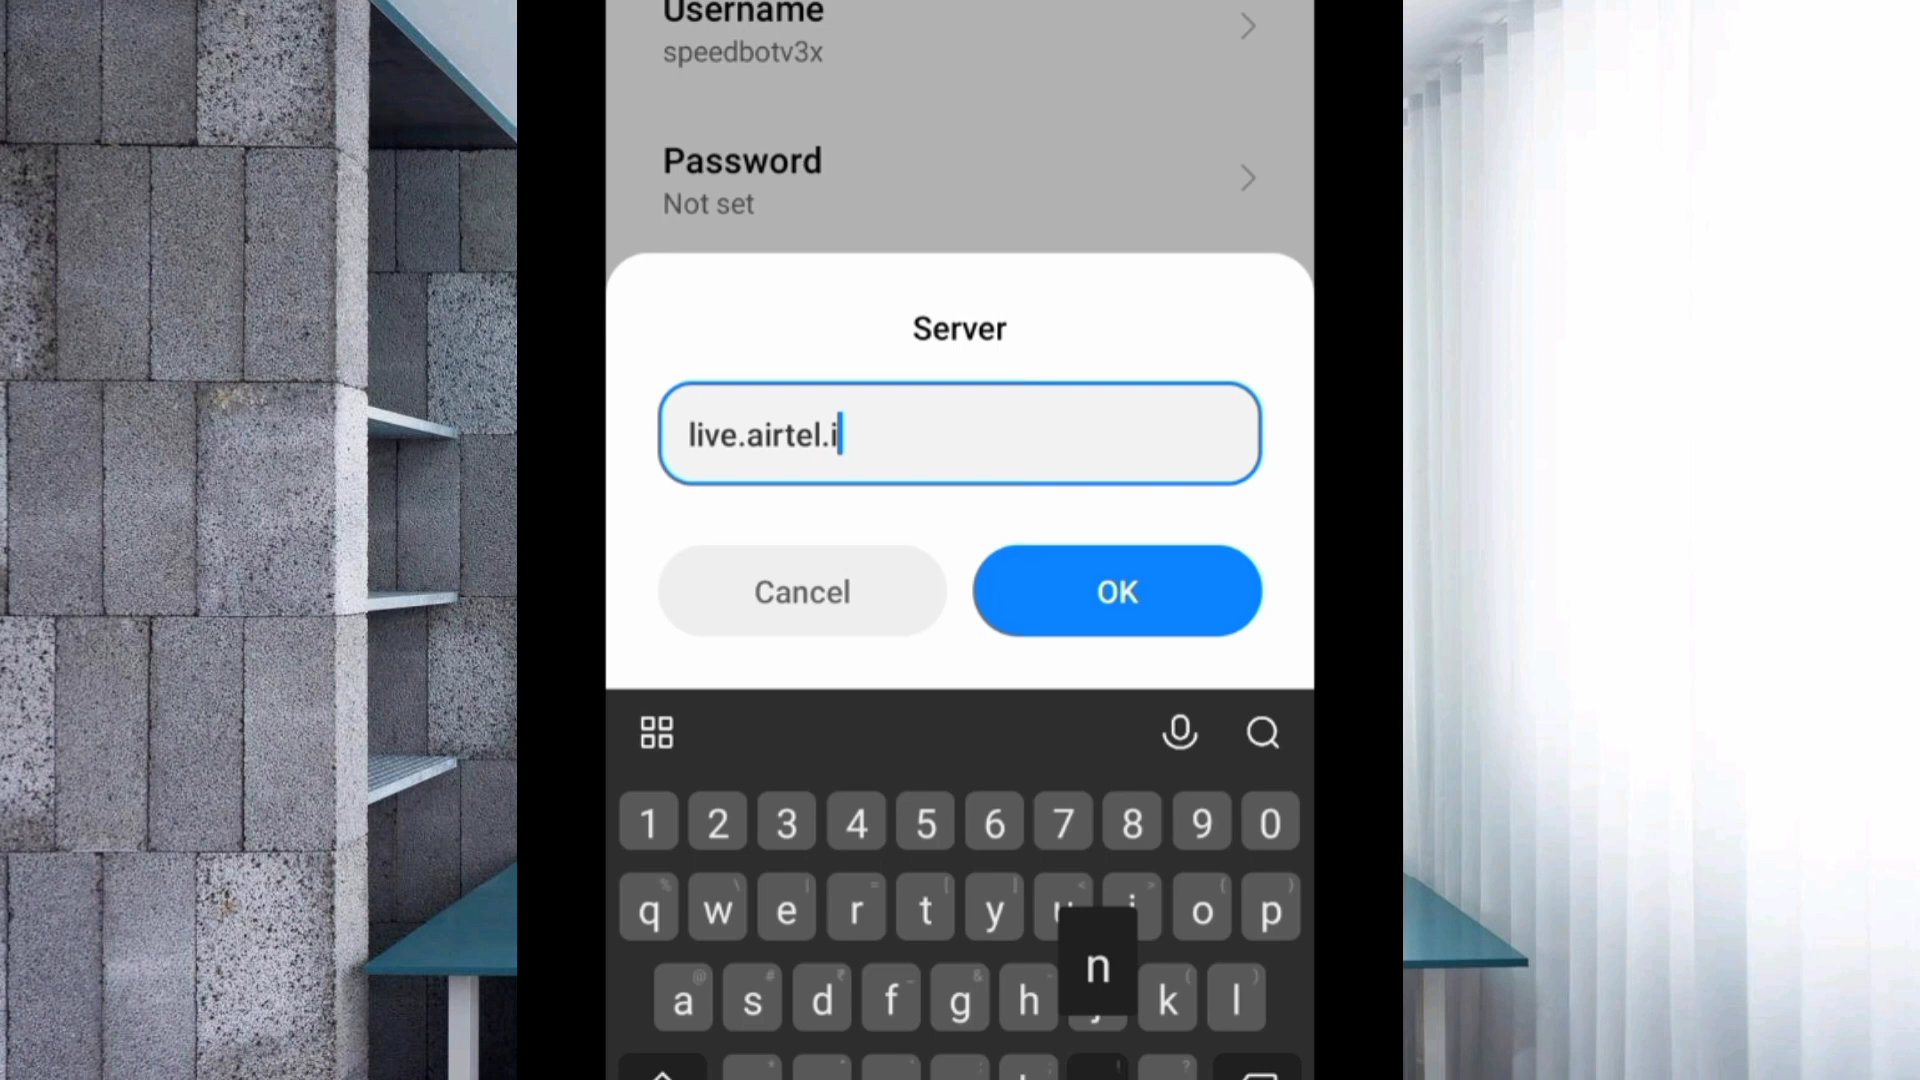 Username
speedbotv3x
Password
Not set
Server
live.airtel.i
Cancel
OK
1 2 3 4 5 6 7 8 9 0
q w e r t y u i o p
n
a s d f g h j k l